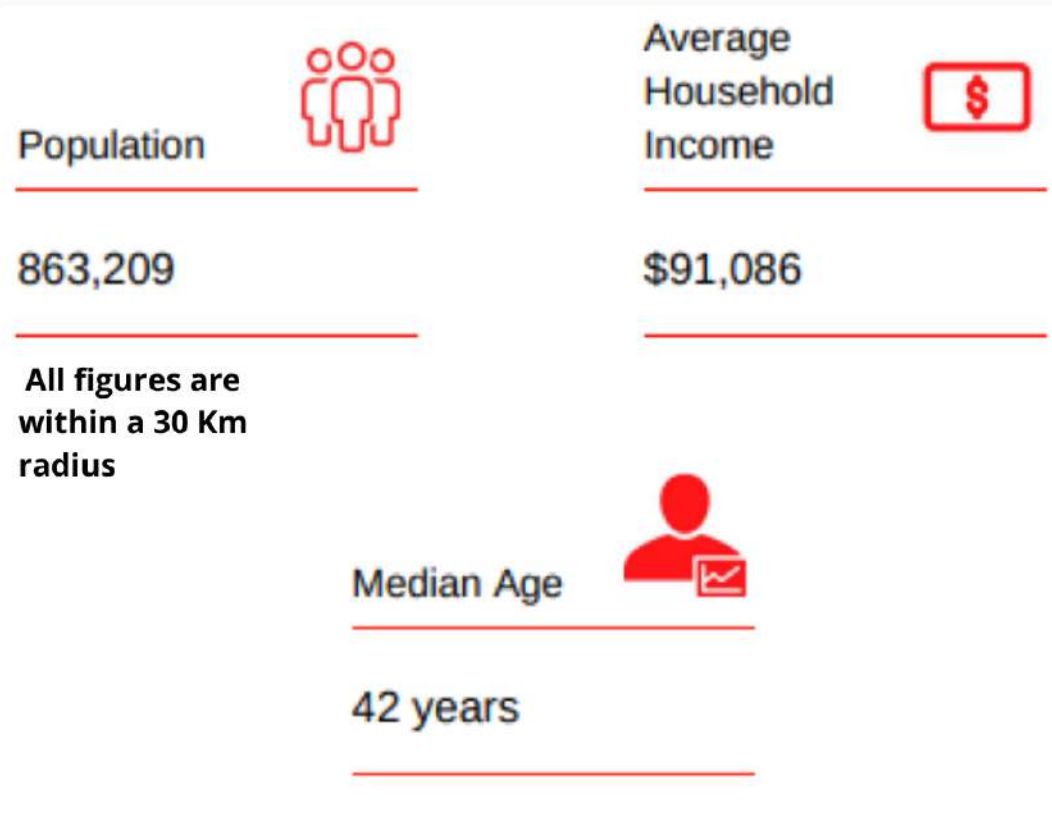 Population
863,209
All figures are
within a 30 Km
radius
Average
Household
Income
$
$91,086
Median Age
42 years